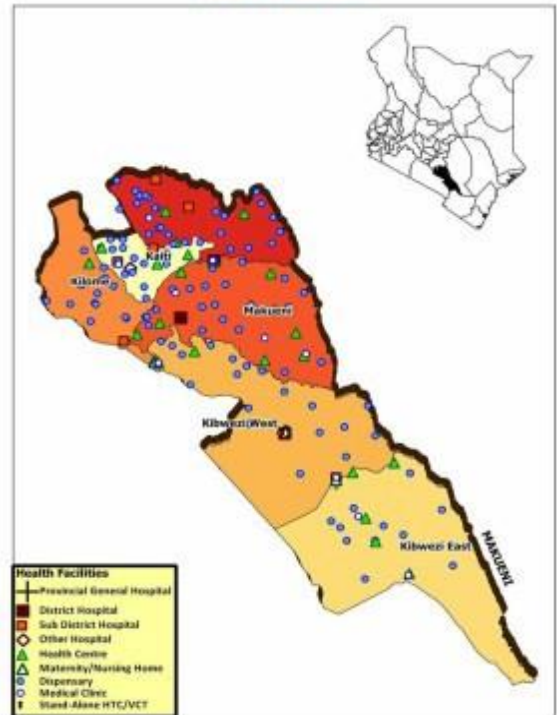 Kaiti
Kilome
Makueni
Kibwezi West
Kibwezi East
MAKUENI
Health Facilities
Provincial General Hospital
District Hospital
Sub District Hospital
Other Hospital
Health Centre
Maternity/Nursing Home
Dispensary
Medical Clinic
Stand-Alone HTC/VCT